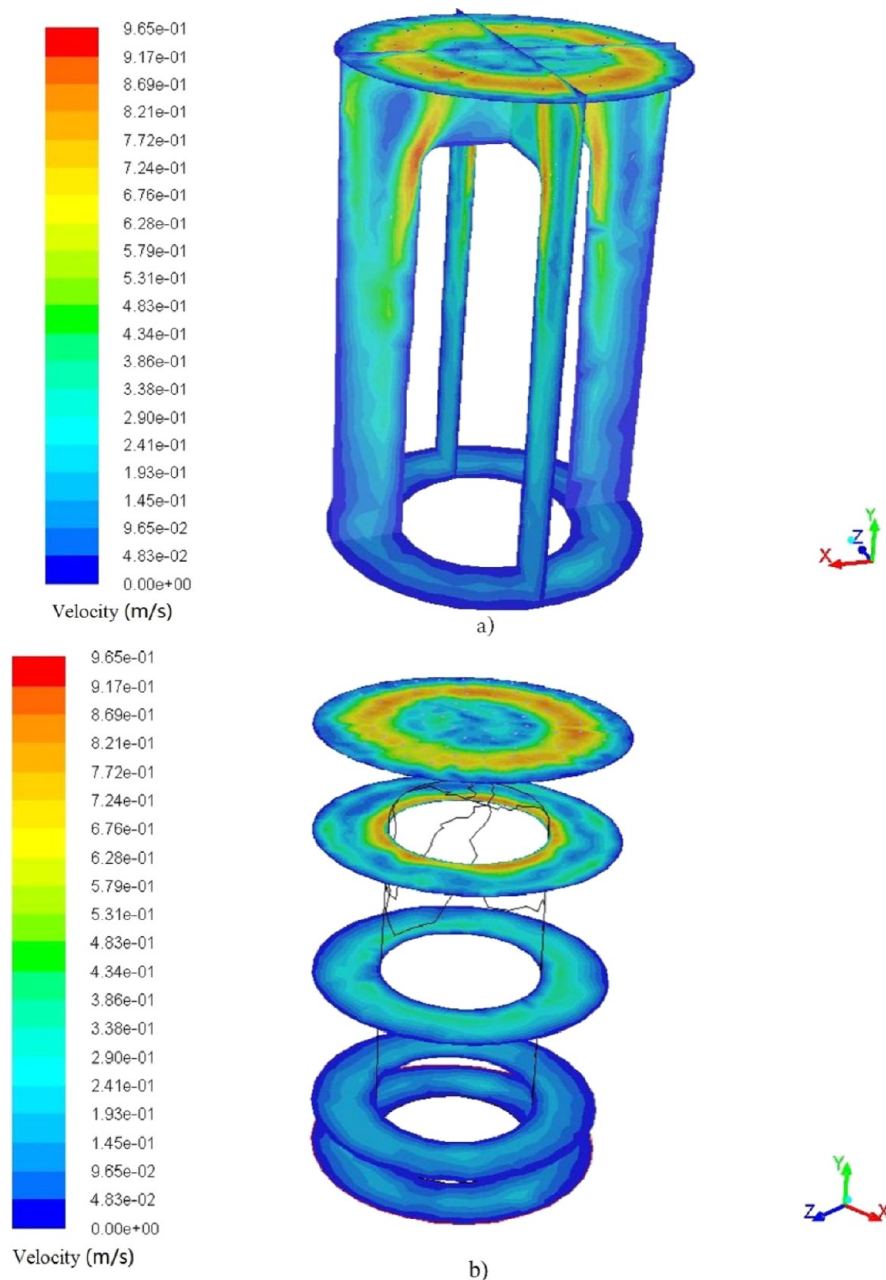 9.65e-01
9.17e-01
8.69e-01
8.21e-01
7.72e-01
7.24e-01
6.76e-01
6.28e-01
5.79e-01
5.31e-01
4.83e-01
4.34e-01
3.86e-01
3.38e-01
2.90e-01
2.41e-01
1.93e-01
1.45e-01
9.65e-02
4.83e-02
0.00e+00
Velocity (m/s)
Y
Z
X
a)
9.65e-01
9.17e-01
8.69e-01
8.21e-01
7.72e-01
7.24e-01
6.76e-01
6.28e-01
5.79e-01
5.31e-01
4.83e-01
4.34e-01
3.86e-01
3.38e-01
2.90e-01
2.41e-01
1.93e-01
1.45e-01
9.65e-02
4.83e-02
0.00e+00
Velocity (m/s)
Y
Z
X
b)